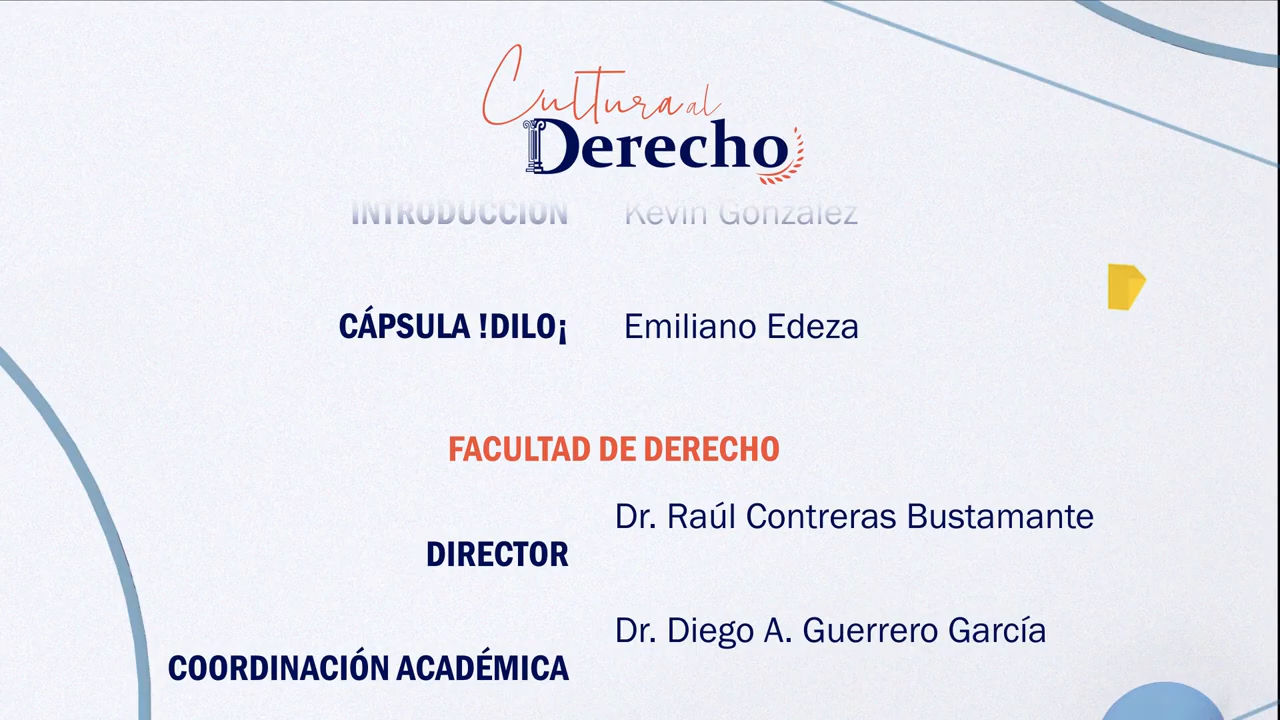 Cultura al
Derecho
INTRODUCCIÓN Kevin González
CÁPSULA !DILO¡ Emiliano Edeza
FACULTAD DE DERECHO
Dr. Raúl Contreras Bustamante
DIRECTOR
Dr. Diego A. Guerrero García
COORDINACIÓN ACADÉMICA